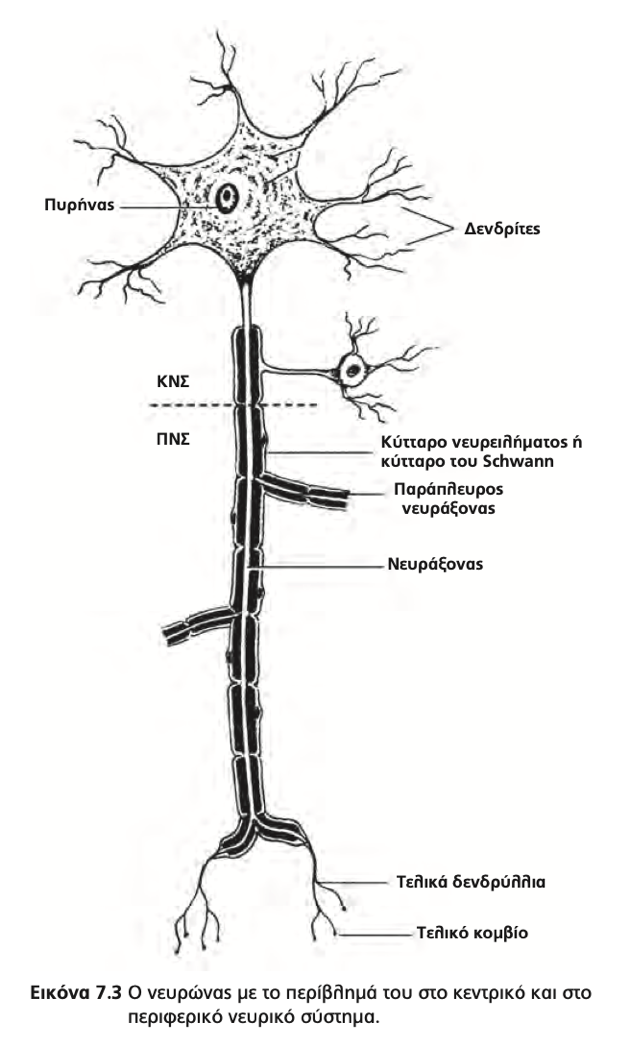 Πυρήνας
Δενδρίτες
ΚΝΣ
ΠΝΣ
Κύτταρο νευρειλήματος ή
κύτταρο του Schwann
Παράπλευρος
νευράξονας
Νευράξονας
Τελικά δενδρύλλια
Τελικό κομβίο
Εικόνα 7.3 Ο νευρώνας με το περίβλημά του στο κεντρικό και στο
περιφερικό νευρικό σύστημα.